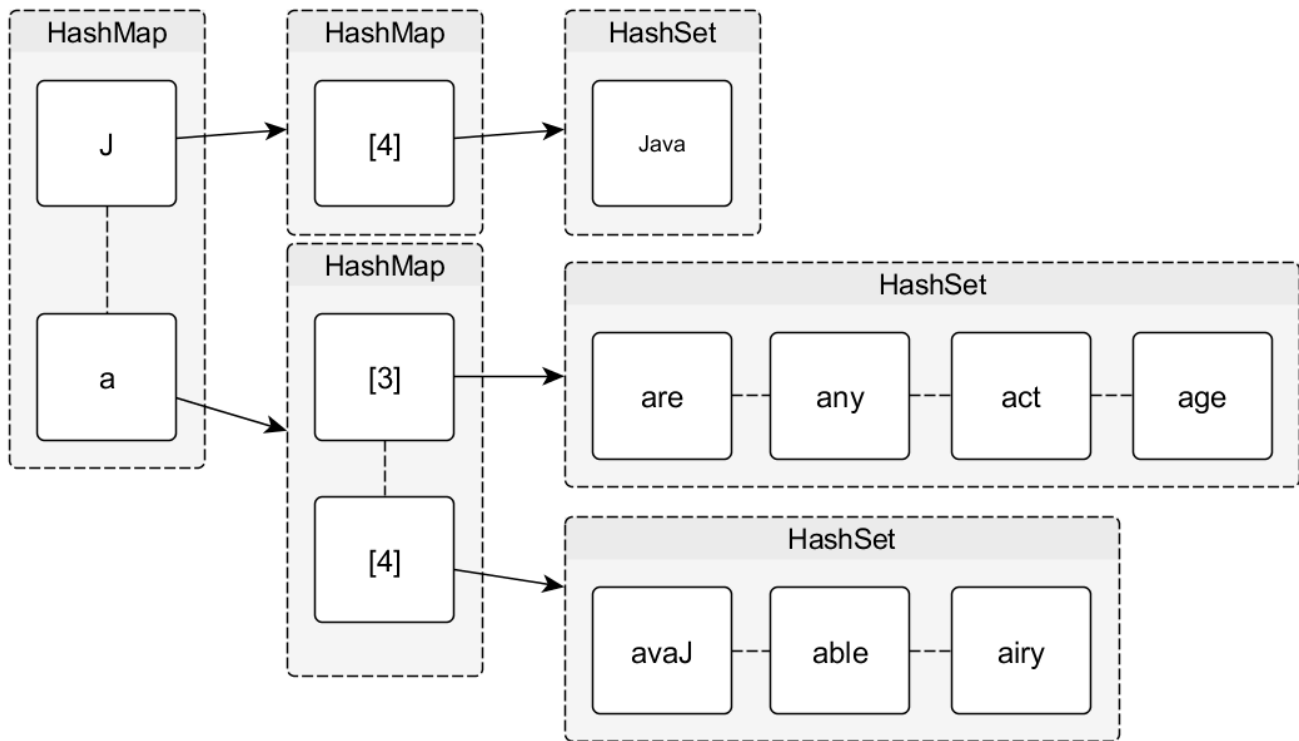 HashMap
HashMap
HashSet
J
[4]
Java
HashMap
HashSet
a
[3]
are
any
act
age
[4]
HashSet
avaJ
able
airy